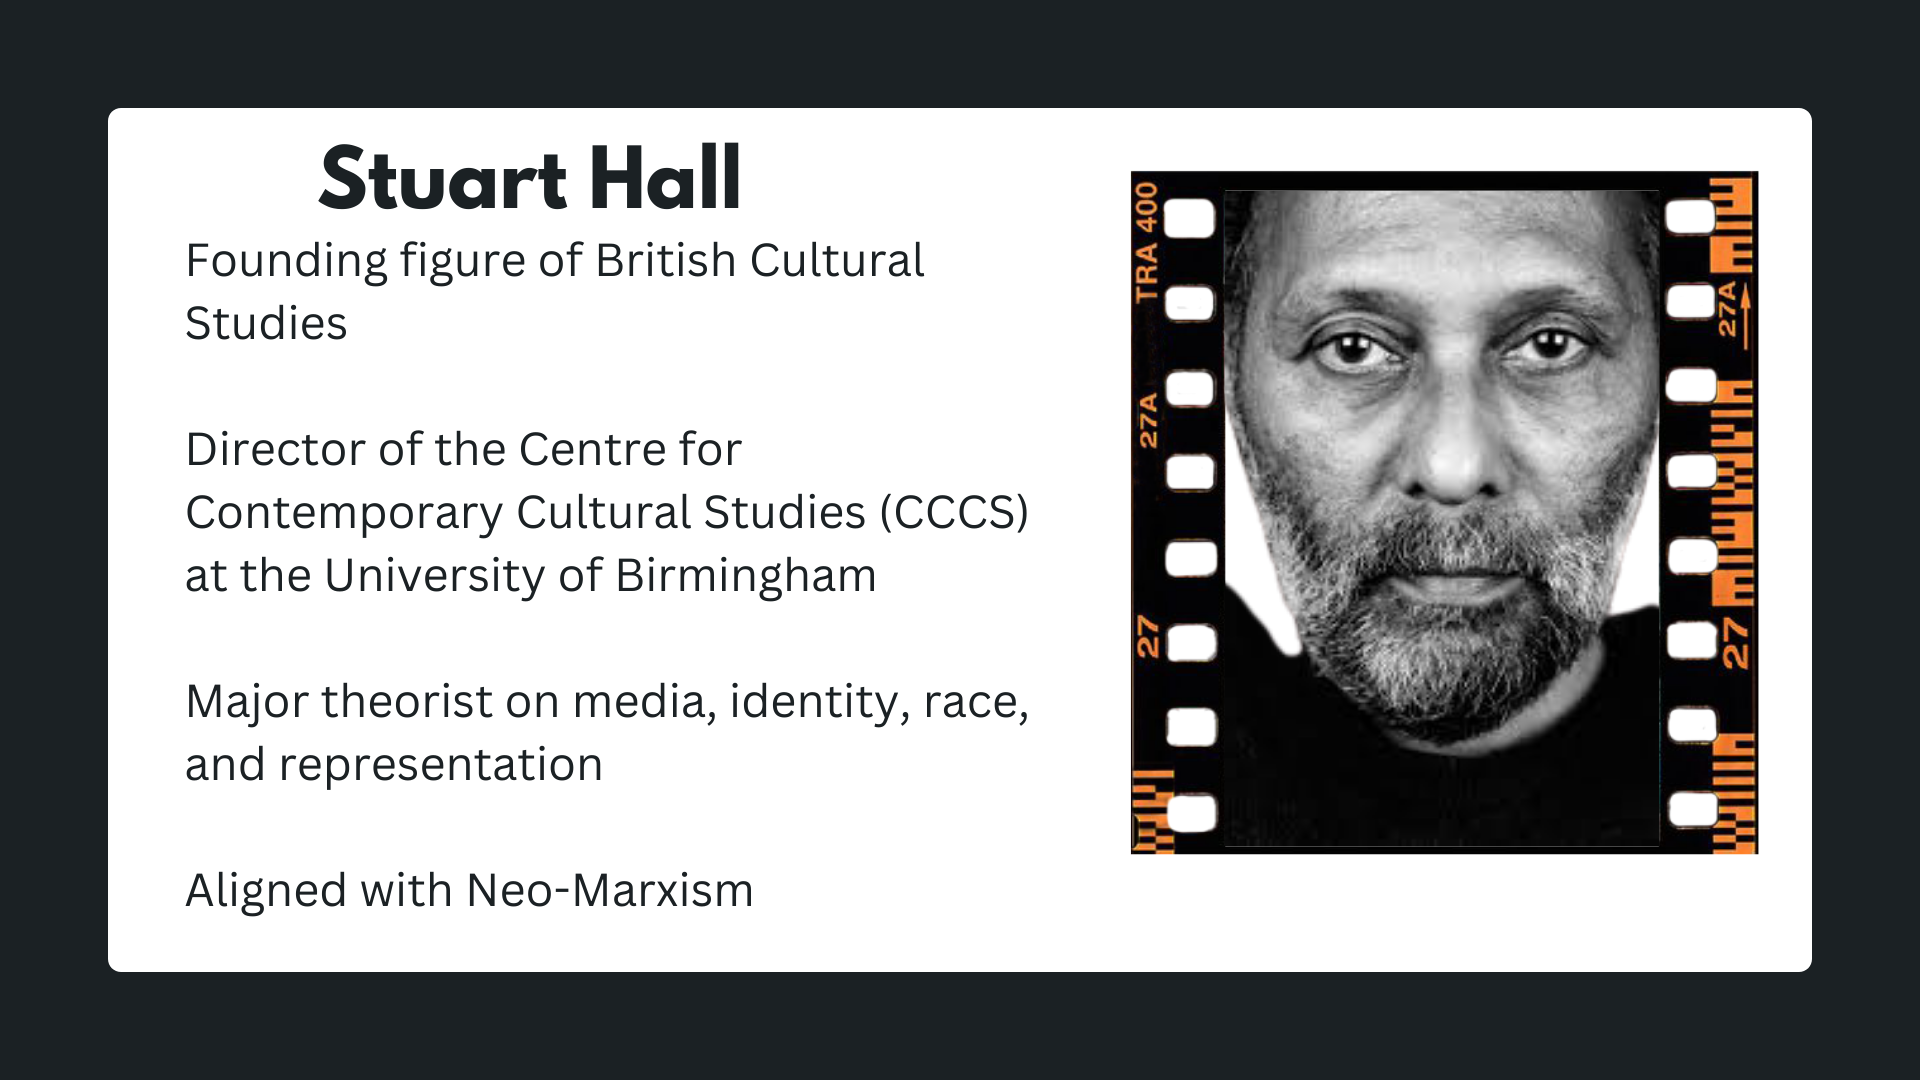 Stuart Hall
Founding figure of British Cultural
Studies
Director of the Centre for
Contemporary Cultural Studies (CCCS)
at the University of Birmingham
Major theorist on media, identity, race,
and representation
Aligned with Neo-Marxism
TRA 400
27A
27
27A
27